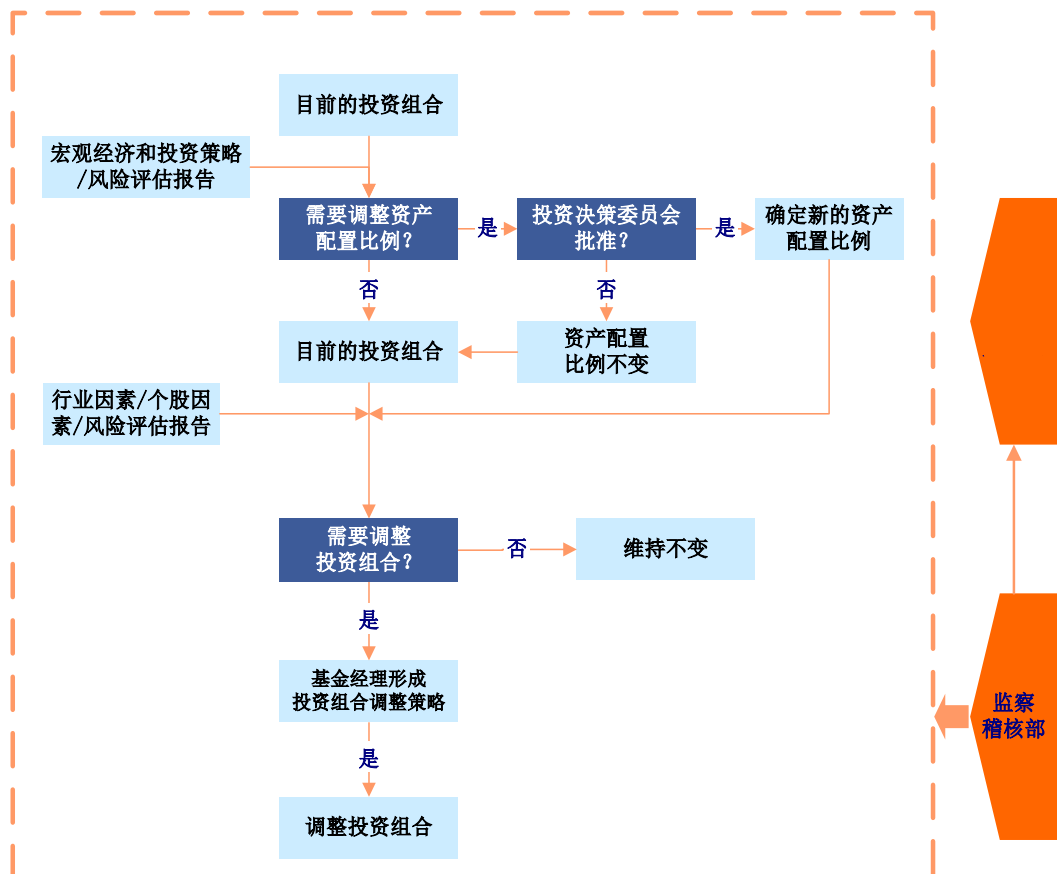 目前的投资组合
宏观经济和投资策略
/风险评估报告
需要调整资产
配置比例？
是
投资决策委员会
批准？
是
确定新的资产
配置比例
否
否
目前的投资组合
资产配置
比例不变
行业因素/个股因
素/风险评估报告
需要调整
投资组合？
否
维持不变
是
基金经理形成
投资组合调整策略
监察
稽核部
是
调整投资组合